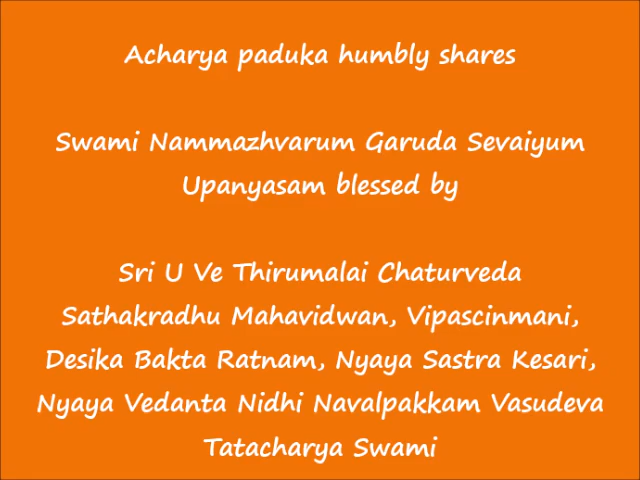 Acharya paduka humbly shares
Swami Nammazhvarum Garuda Sevaiyum
Upanyasam blessed by
Sri U Ve Thirumalai Chaturveda
Sathakradhu Mahavidwan, Vipascinmani,
Desika Bakta Ratnam, Nyaya Sastra Kesari,
Nyaya Vedanta Nidhi Navalpakkam Vasudeva
Tatacharya Swami